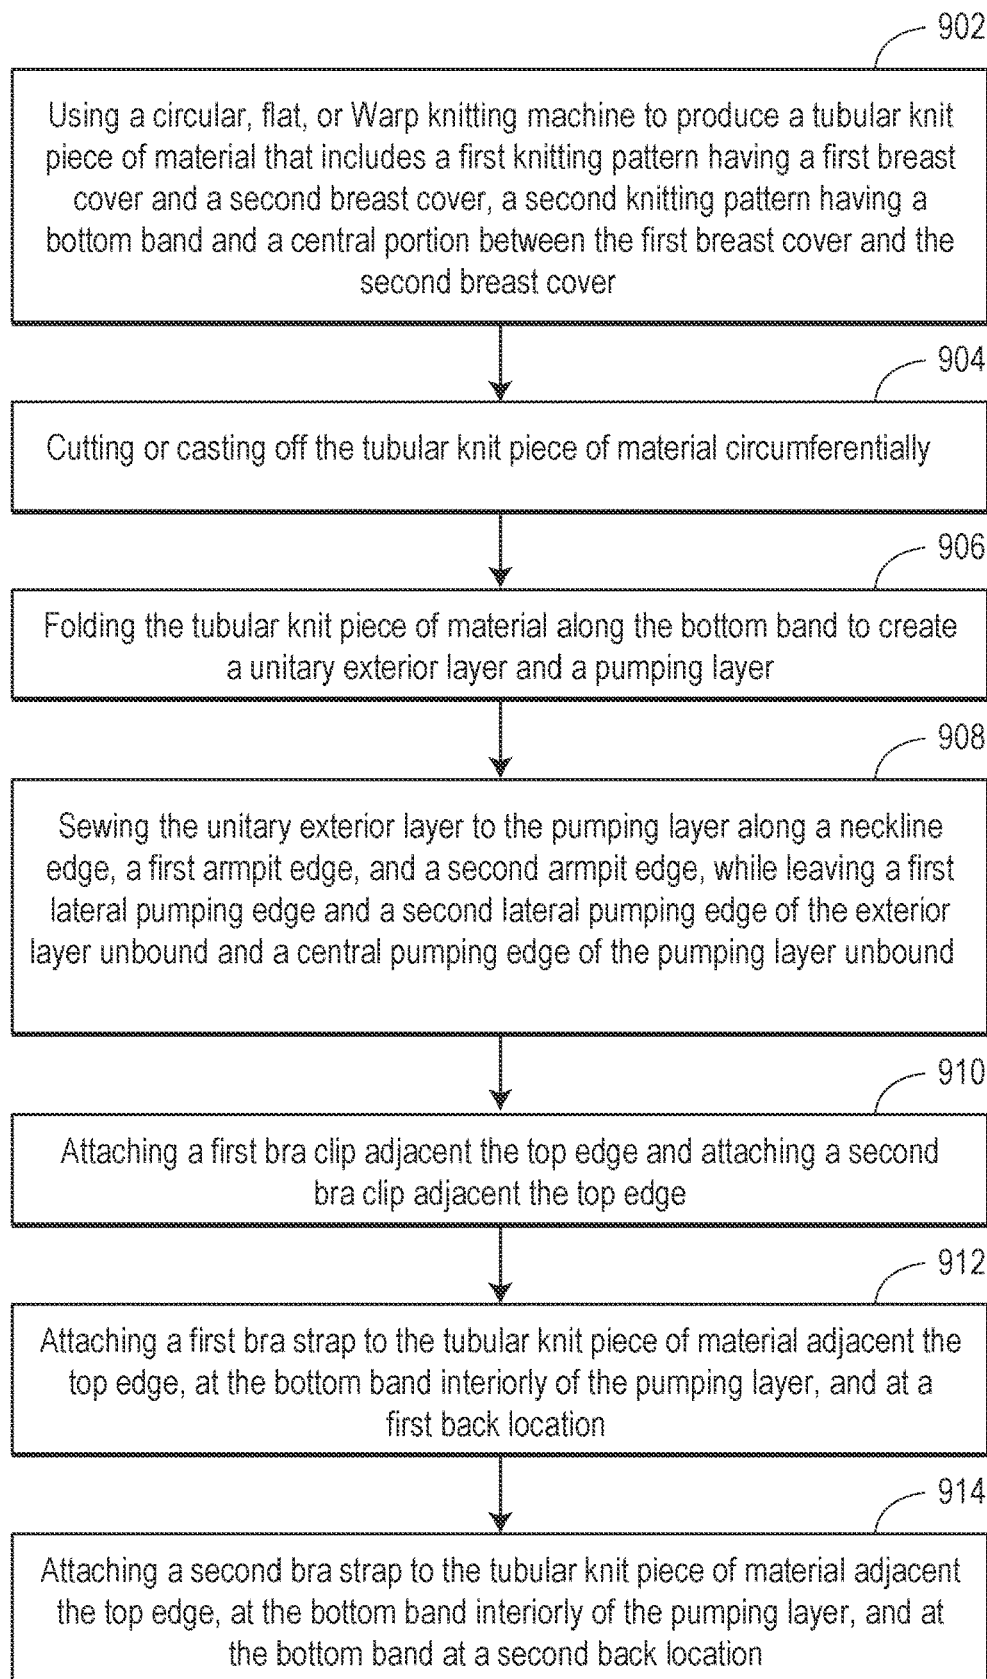 902
Using a circular, flat, or Warp knitting machine to produce a tubular knit
piece of material that includes a first knitting pattern having a first breast
cover and a second breast cover, a second knitting pattern having a
bottom band and a central portion between the first breast cover and the
second breast cover
904
Cutting or casting off the tubular knit piece of material circumferentially
906
Folding the tubular knit piece of material along the bottom band to create
a unitary exterior layer and a pumping layer
908
Sewing the unitary exterior layer to the pumping layer along a neckline
edge, a first armpit edge, and a second armpit edge, while leaving a first
lateral pumping edge and a second lateral pumping edge of the exterior
layer unbound and a central pumping edge of the pumping layer unbound
910
Attaching a first bra clip adjacent the top edge and attaching a second
bra clip adjacent the top edge
912
Attaching a first bra strap to the tubular knit piece of material adjacent the
top edge, at the bottom band interiorly of the pumping layer, and at a
first back location
914
Attaching a second bra strap to the tubular knit piece of material adjacent
the top edge, at the bottom band interiorly of the pumping layer, and at
the bottom band at a second back location